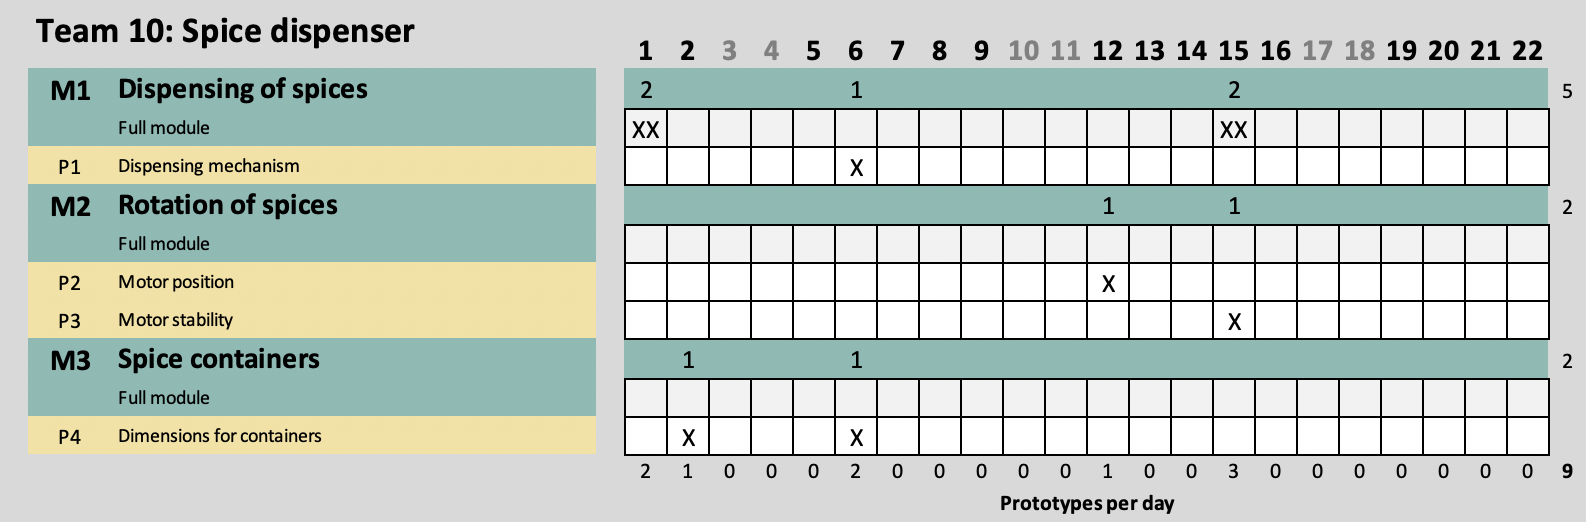 Team 10: Spice dispenser
1 2 3 4 5 6 7 8 9 10 11 12 13 14 15 16 17 18 19 20 21 22
M1 Dispensing of spices 2 1 2 5
Full module XX XX
P1 Dispensing mechanism X
M2 Rotation of spices 1 1 2
Full module
P2 Motor position X
P3 Motor stability X
M3 Spice containers 1 1 2
Full module
P4 Dimensions for containers X X
2 1 0 0 0 2 0 0 0 0 0 1 0 0 3 0 0 0 0 0 0 0 9
Prototypes per day